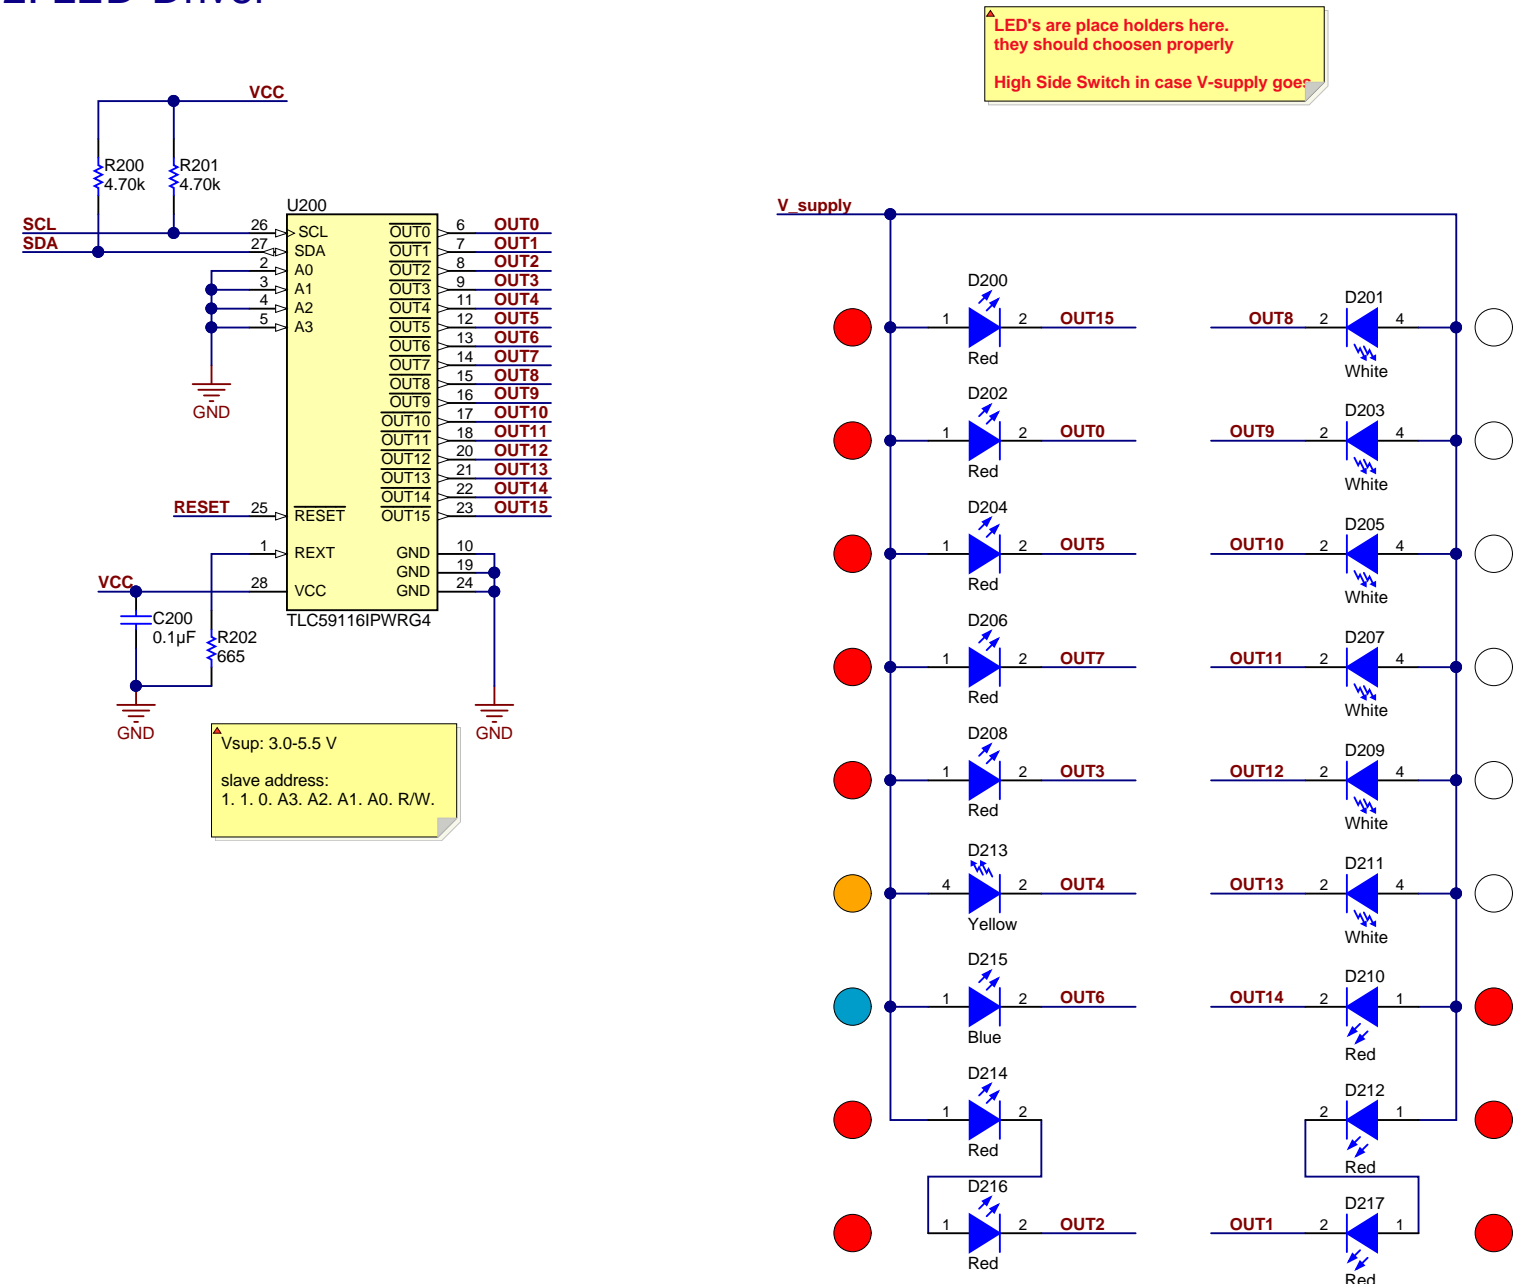 LED Driver
LED's are place holders here.
they should choosen properly
High Side Switch in case V-supply goes
VCC
R200
4.70k
R201
4.70k
SCL
SDA
U200
26 SCL
27 SDA
2 A0
3 A1
4 A2
5 A3
GND
RESET 25 RESET
1 REXT
VCC 28 VCC
C200
0.1µF
R202
665
GND
OUT0 6 OUT0
OUT1 7 OUT1
OUT2 8 OUT2
OUT3 9 OUT3
OUT4 11 OUT4
OUT5 12 OUT5
OUT6 13 OUT6
OUT7 14 OUT7
OUT8 15 OUT8
OUT9 16 OUT9
OUT10 17 OUT10
OUT11 18 OUT11
OUT12 20 OUT12
OUT13 21 OUT13
OUT14 22 OUT14
OUT15 23 OUT15
GND 10
GND 19
GND 24
TLC59116IPWRG4
GND
Vsup: 3.0-5.5 V
slave address:
1. 1. 0. A3. A2. A1. A0. R/W.
V_supply
D200
1 2 OUT15
Red
D201
OUT8 2 4
White
D202
1 2 OUT0
Red
D203
OUT9 2 4
White
D204
1 2 OUT5
Red
D205
OUT10 2 4
White
D206
1 2 OUT7
Red
D207
OUT11 2 4
White
D208
1 2 OUT3
Red
D209
OUT12 2 4
White
D213
4 2 OUT4
Yellow
D211
OUT13 2 4
White
D215
1 2 OUT6
Blue
D210
OUT14 2 1
Red
D214
1 2
Red
D212
2 1
Red
D216
1 2 OUT2
Red
D217
OUT1 2 1
Red